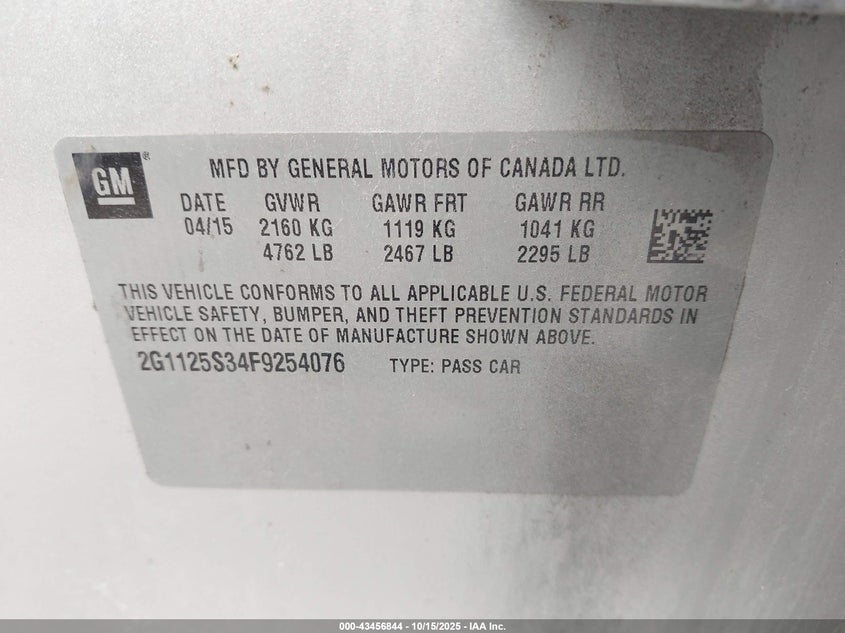 GM®
MFD BY GENERAL MOTORS OF CANADA LTD.
DATE GVWR GAWR FRT GAWR RR
04/15 2160 KG 1119 KG 1041 KG
4762 LB 2467 LB 2295 LB
THIS VEHICLE CONFORMS TO ALL APPLICABLE U.S. FEDERAL MOTOR
VEHICLE SAFETY, BUMPER, AND THEFT PREVENTION STANDARDS IN
EFFECT ON THE DATE OF MANUFACTURE SHOWN ABOVE.
2G1125S34F9254076 TYPE: PASS CAR
000-43456844 - 10/15/2025 - IAA Inc.